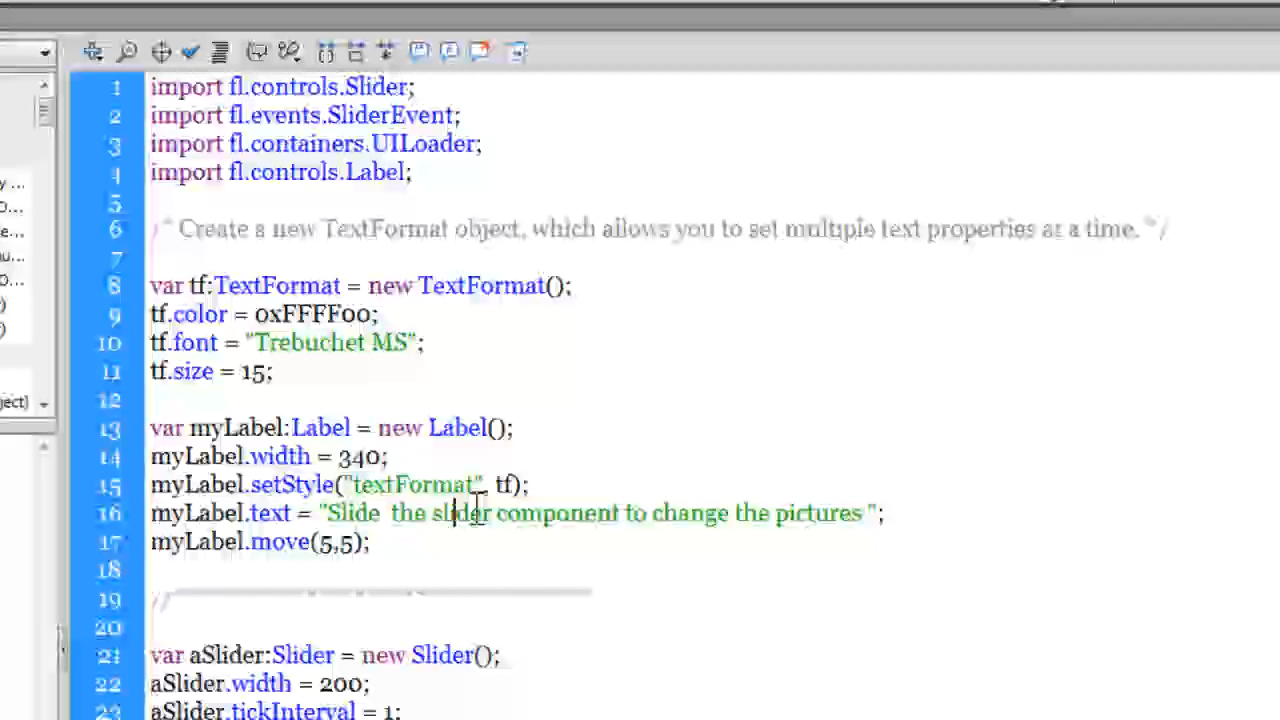 1 import fl.controls.Slider;
2 import fl.events.SliderEvent;
3 import fl.containers.UILoader;
4 import fl.controls.Label;
5
6 /* Create a new TextFormat object, which allows you to set multiple text properties at a time. */
7
8 var tf:TextFormat = new TextFormat();
9 tf.color = 0xFFFF00;
10 tf.font = "Trebuchet MS";
11 tf.size = 15;
12
13 var myLabel:Label = new Label();
14 myLabel.width = 340;
15 myLabel.setStyle("textFormat", tf);
16 myLabel.text = "Slide  the slider component to change the pictures ";
17 myLabel.move(5,5);
18
19 //
20
21 var aSlider:Slider = new Slider();
22 aSlider.width = 200;
23 aSlider.tickInterval = 1;
y ...
O...
e...
u...
O...
)
)
ject)